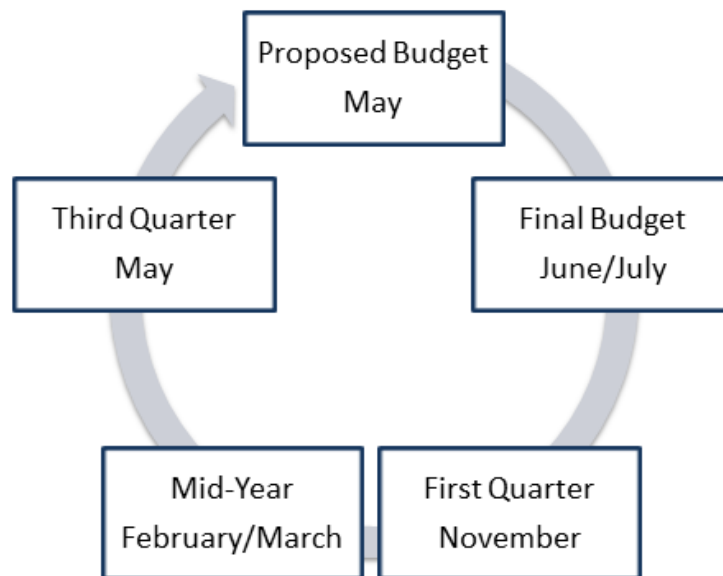 Proposed Budget
May
Final Budget
June/July
First Quarter
November
Mid-Year
February/March
Third Quarter
May